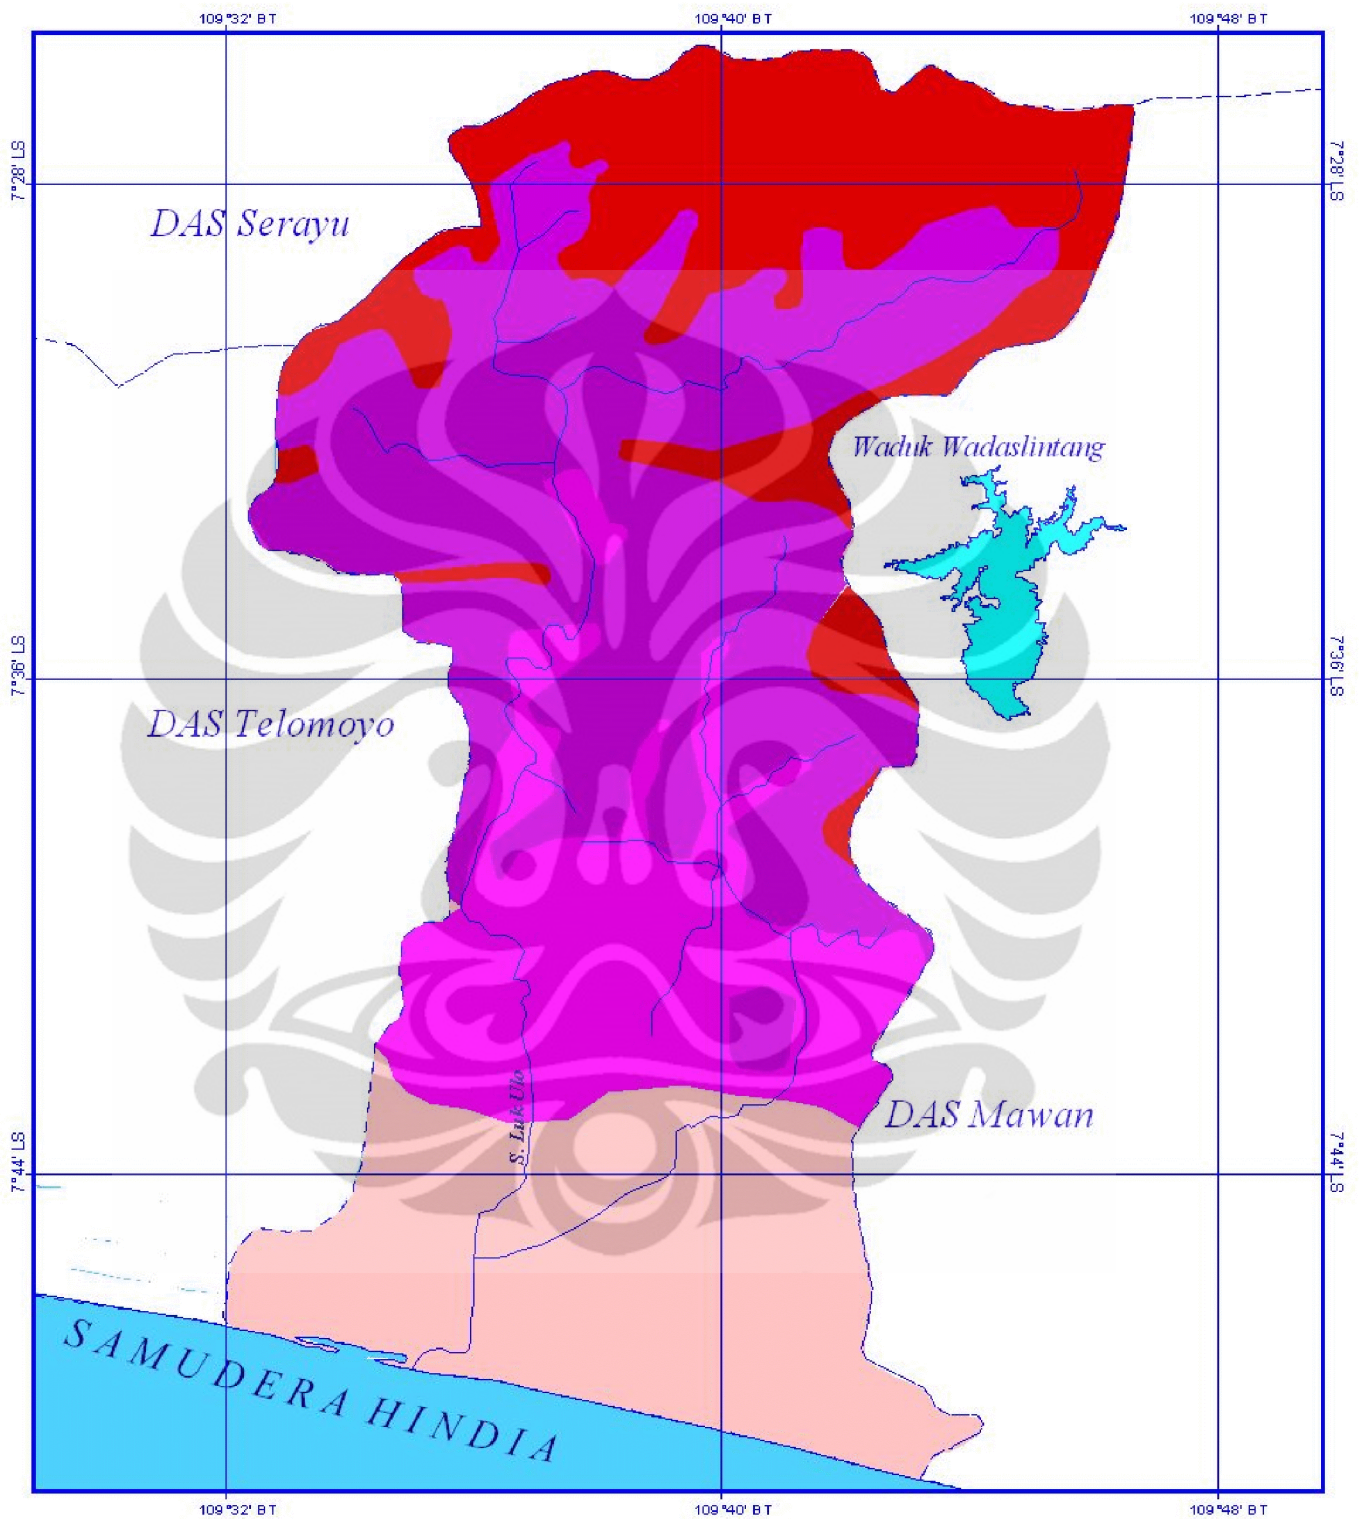 109°32' BT
109°40' BT
109°48' BT
7°28' LS
7°28' LS
DAS Serayu
Waduk Wadaslintang
7°36' LS
7°36' LS
DAS Telomoyo
S. Luk Ulo
DAS Mawan
7°44' LS
7°44' LS
SAMUDERA HINDIA
109°32' BT
109°40' BT
109°48' BT